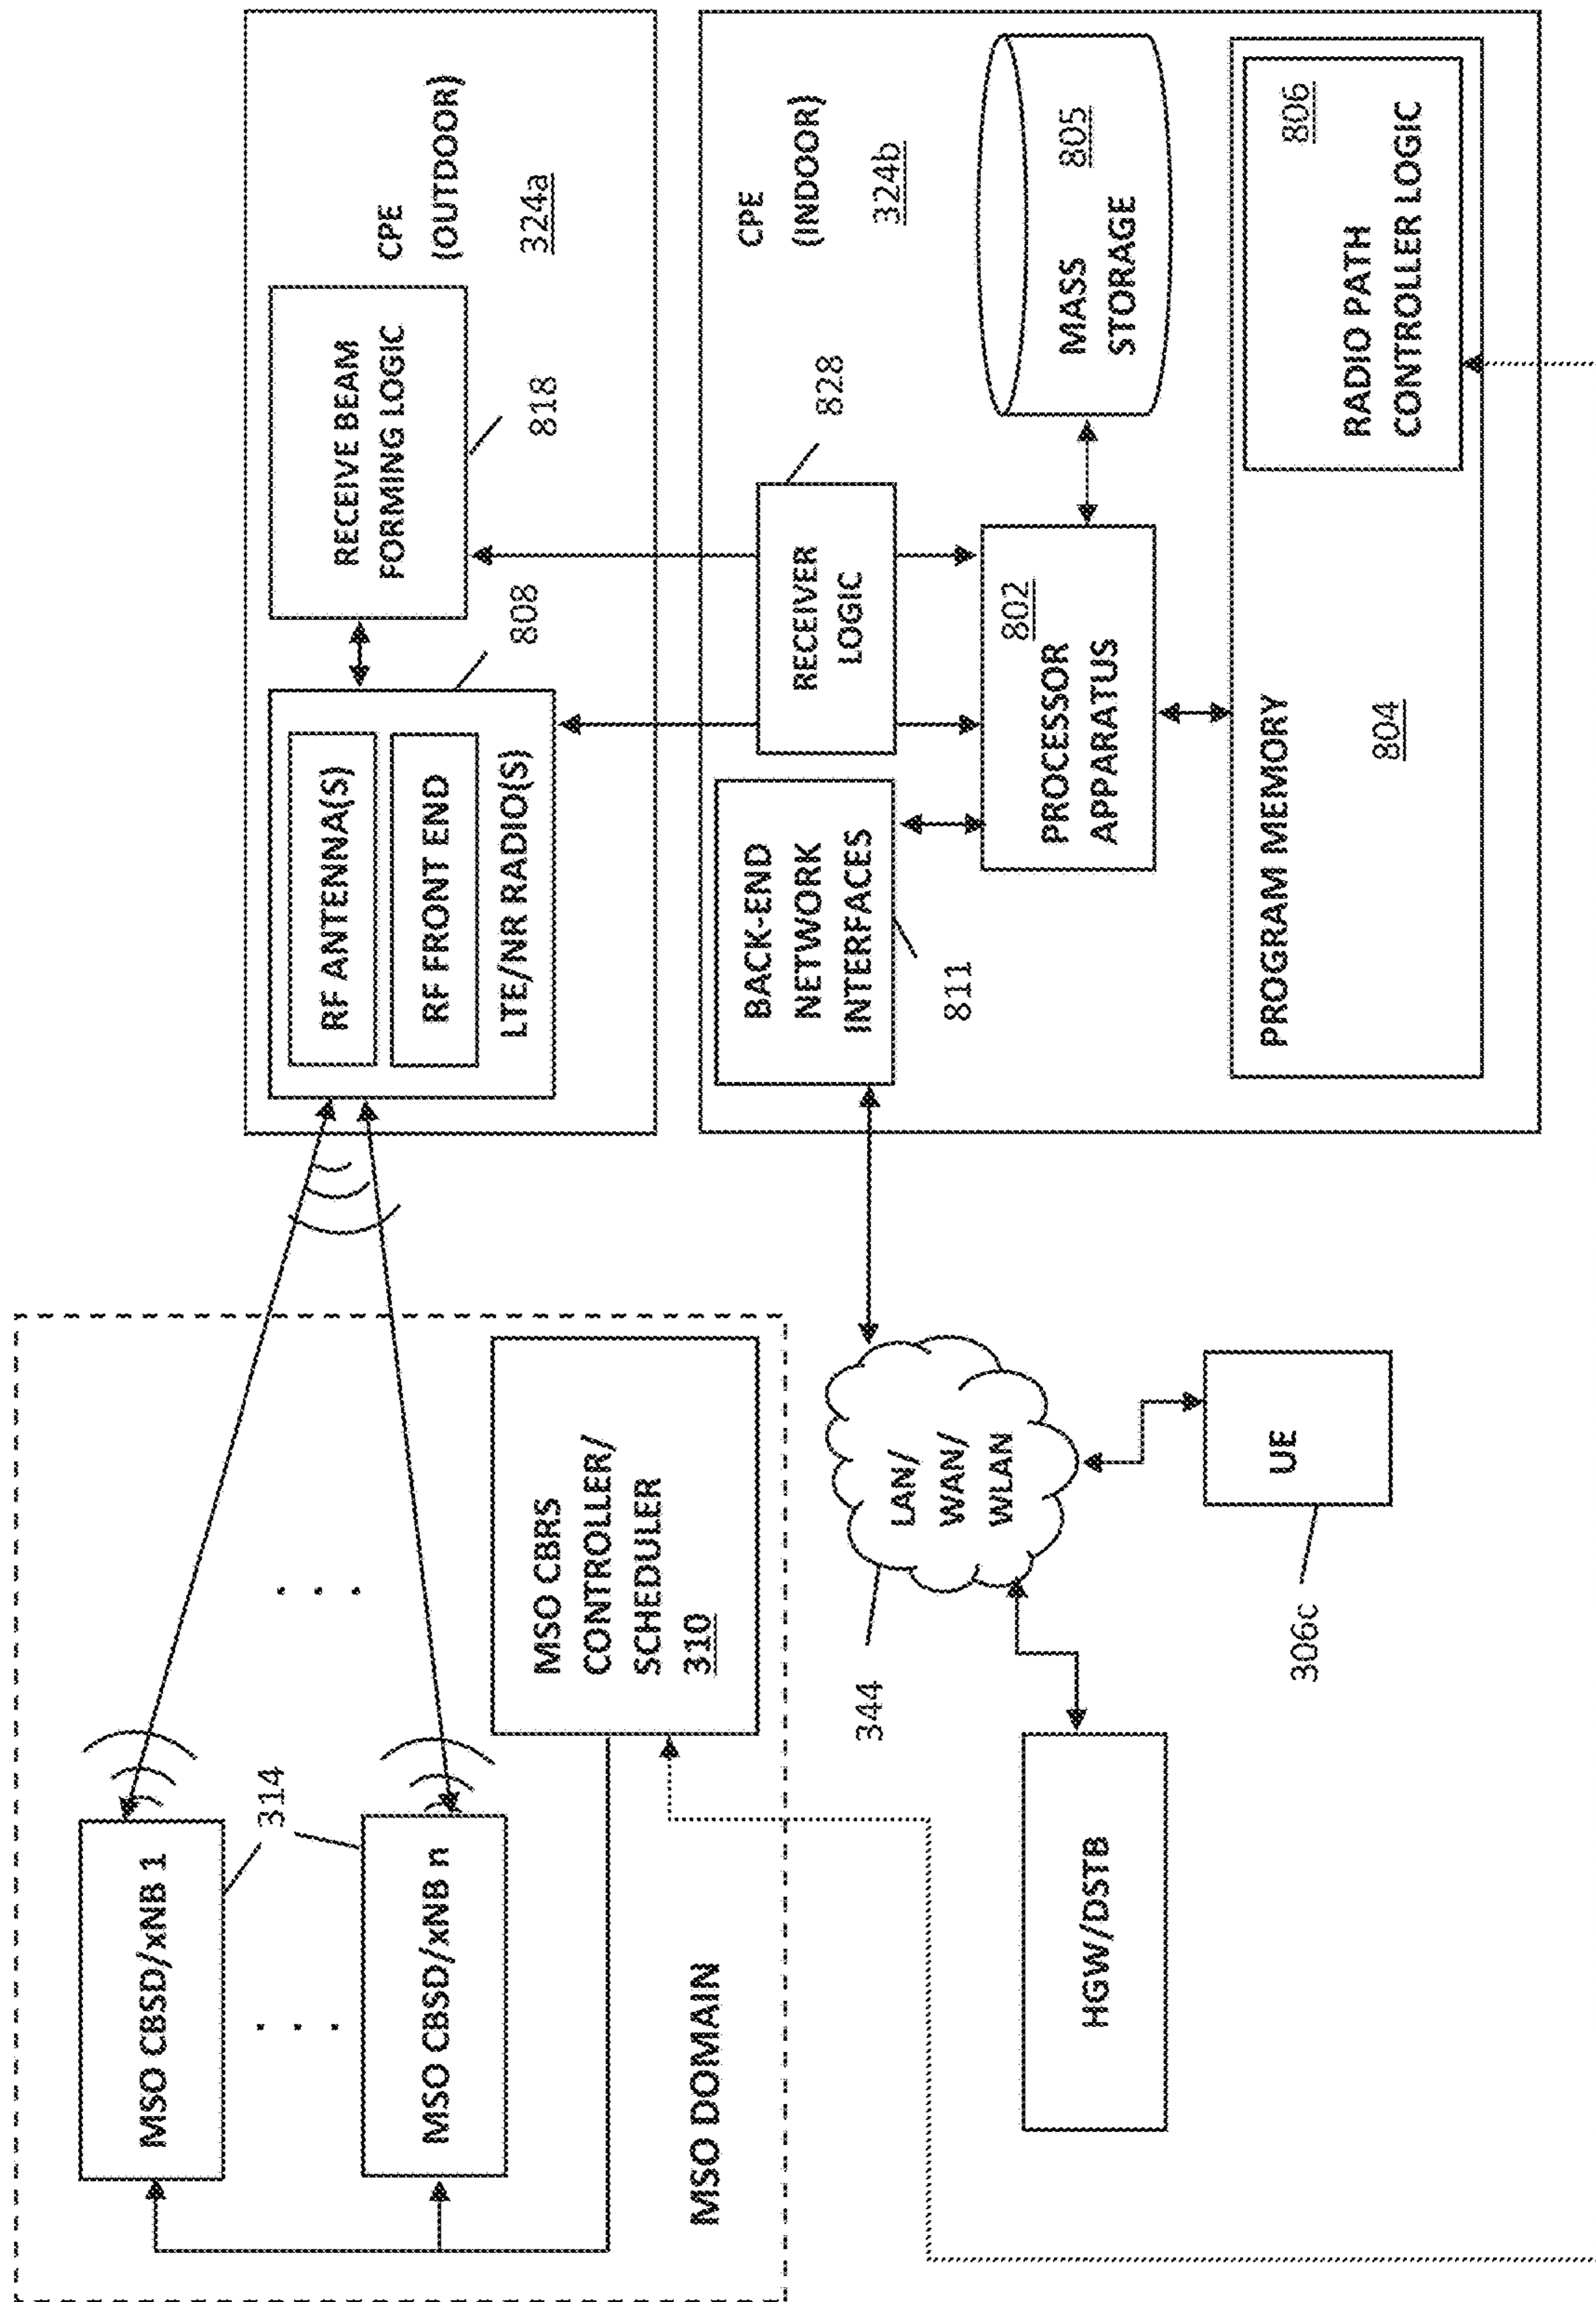 MSO CBSD/xNB 1
. . .
314
MSO CBSD/xNB n
. . .
MSO CBRS
CONTROLLER/
SCHEDULER
310
MSO DOMAIN
RF ANTENNA(S)
RF FRONT END
LTE/NR RADIO(S)
808
RECEIVE BEAM
FORMING LOGIC
818
CPE
(OUTDOOR)
324a
BACK-END
NETWORK
INTERFACES
811
RECEIVER
LOGIC
828
CPE
(INDOOR)
324b
802
PROCESSOR
APPARATUS
805
MASS
STORAGE
PROGRAM MEMORY
804
806
RADIO PATH
CONTROLLER LOGIC
344
LAN/
WAN/
WLAN
HGW/DSTB
UE
306c